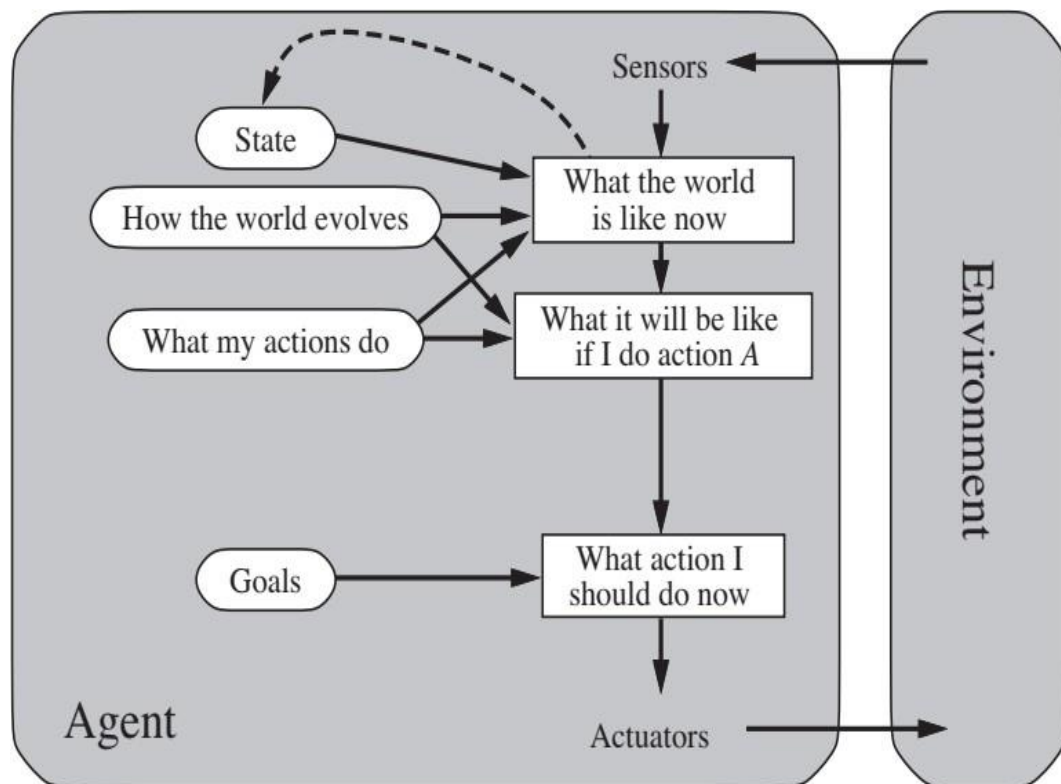 Sensors
State
What the world
is like now
How the world evolves
What it will be like
if I do action A
What my actions do
What action I
should do now
Goals
Agent
Actuators
Environment